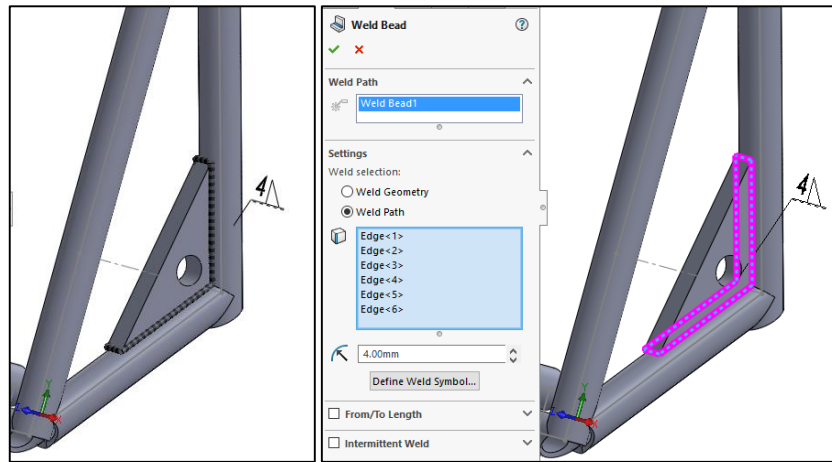 4
Weld Bead
Weld Path
Weld Bead1
Settings
Weld selection:
Weld Geometry
Weld Path
Edge<1>
Edge<2>
Edge<3>
Edge<4>
Edge<5>
Edge<6>
4.00mm
Define Weld Symbol...
From/To Length
Intermittent Weld
4
Y
Z
X
Y
Z
X